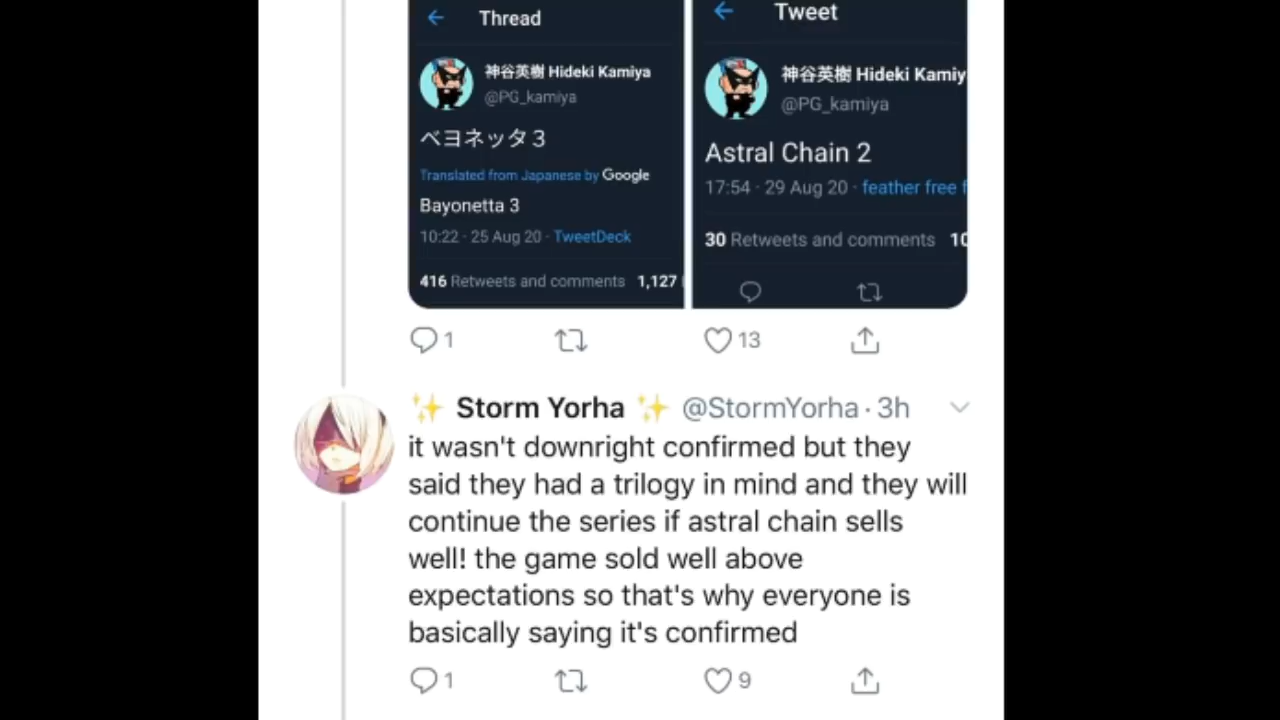 Thread
神谷英樹 Hideki Kamiya
@PG_kamiya
ベヨネッタ３
Translated from Japanese by Google
Bayonetta 3
10:22 · 25 Aug 20 · TweetDeck
416 Retweets and comments 1,127
Tweet
神谷英樹 Hideki Kamiy
@PG_kamiya
Astral Chain 2
17:54 · 29 Aug 20 · feather free f
30 Retweets and comments 10
1 13
✨ Storm Yorha ✨ @StormYorha · 3h
it wasn't downright confirmed but they
said they had a trilogy in mind and they will
continue the series if astral chain sells
well! the game sold well above
expectations so that's why everyone is
basically saying it's confirmed
1 9